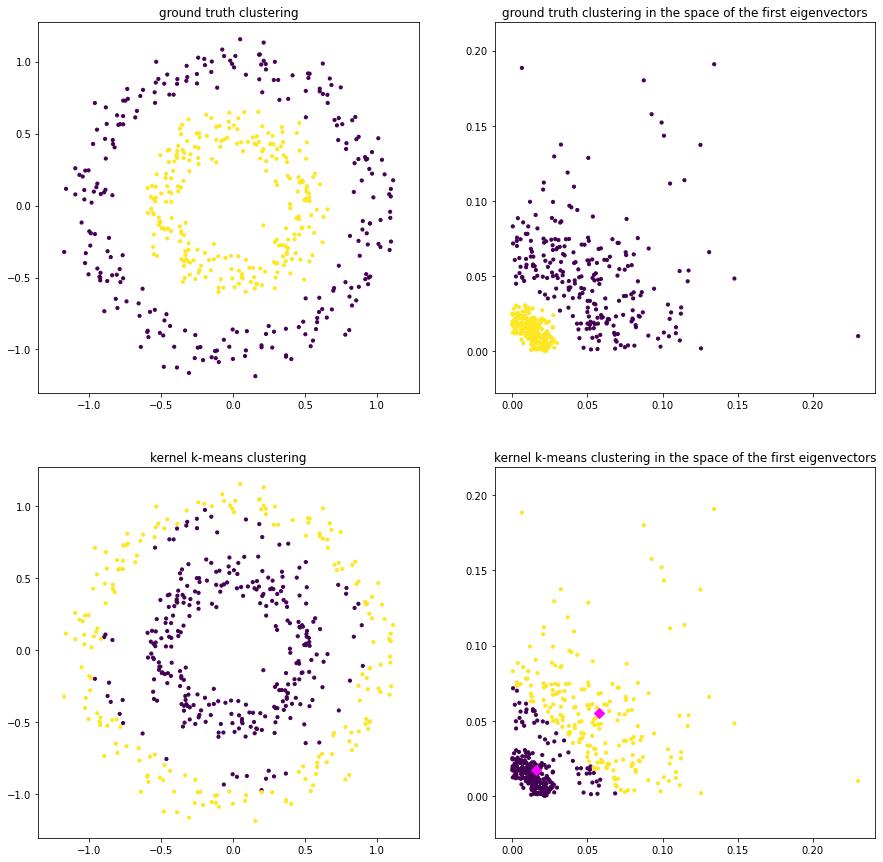 ground truth clustering
1.0
0.5
0.0
−0.5
−1.0
−1.0 −0.5 0.0 0.5 1.0
ground truth clustering in the space of the first eigenvectors
0.20
0.15
0.10
0.05
0.00
0.00 0.05 0.10 0.15 0.20
kernel k-means clustering
1.0
0.5
0.0
−0.5
−1.0
−1.0 −0.5 0.0 0.5 1.0
kernel k-means clustering in the space of the first eigenvectors
0.20
0.15
0.10
0.05
0.00
0.00 0.05 0.10 0.15 0.20